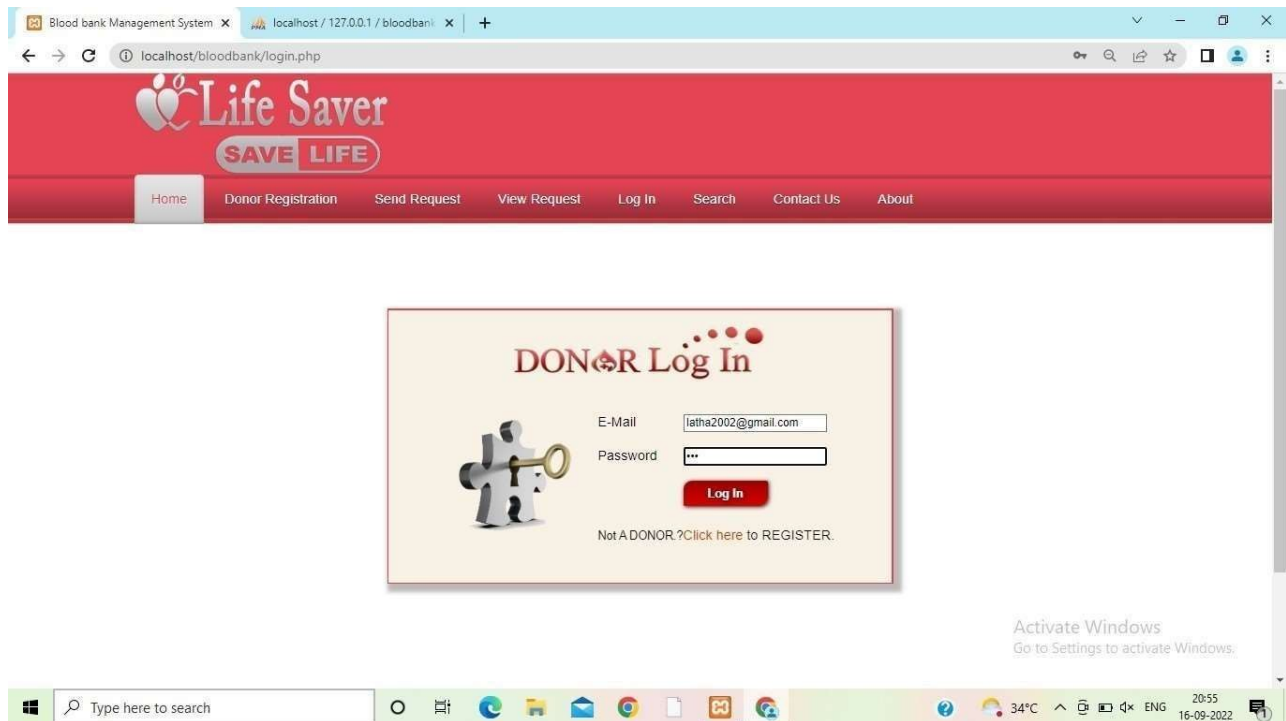 Blood bank Management System
localhost / 127.0.0.1 / bloodbank
localhost/bloodbank/login.php
Life Saver
SAVE LIFE
Home Donor Registration Send Request View Request Log In Search Contact Us About
DONOR Log In
E-Mail latha2002@gmail.com
Password •••
Log In
Not A DONOR.?Click here to REGISTER.
Activate Windows
Go to Settings to activate Windows.
Type here to search
34°C ENG 20:55
16-09-2022